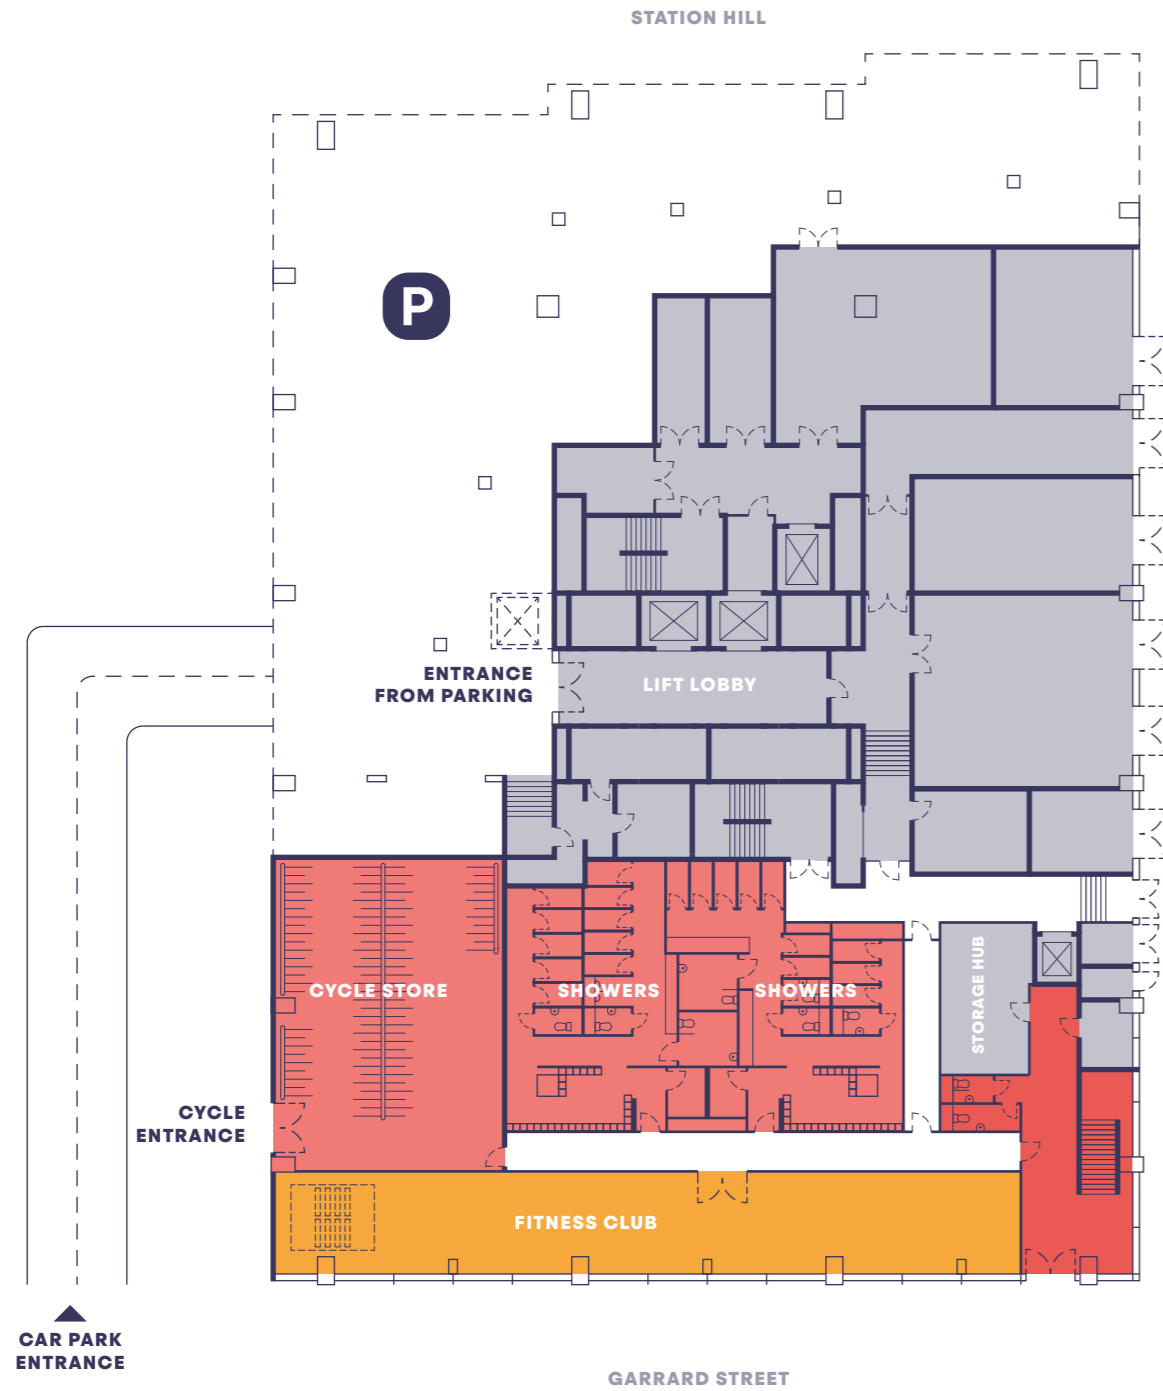 STATION HILL
P
ENTRANCE
FROM PARKING
LIFT LOBBY
CYCLE STORE
SHOWERS
SHOWERS
STORAGE HUB
CYCLE
ENTRANCE
FITNESS CLUB
CAR PARK
ENTRANCE
GARRARD STREET